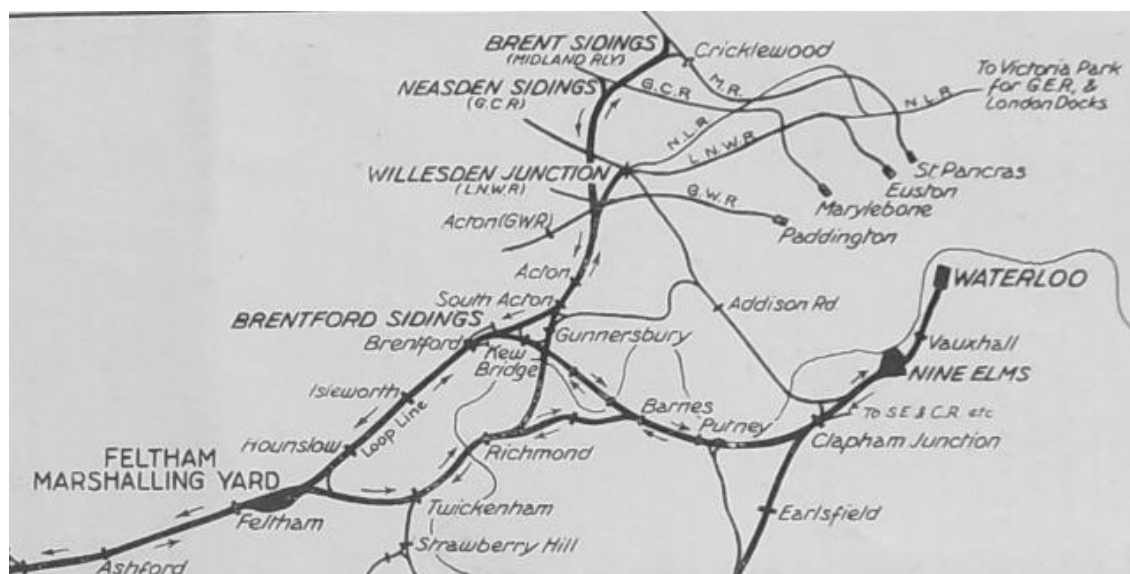 BRENT SIDINGS
(MIDLAND RLY)
Cricklewood
NEASDEN SIDINGS
(G.C.R)
M.R.
G.C.R
To Victoria Park
for G.E.R, &
London Docks
N.L.R
N.L.R
L.N.W.R
WILLESDEN JUNCTION
(L.N.W.R)
St Pancras
Euston
Marylebone
G.W.R
Paddington
Acton (GWR)
Acton
South Acton
Addison Rd.
WATERLOO
BRENTFORD SIDINGS
Gunnersbury
Brentford
Kew
Bridge
Vauxhall
NINE ELMS
Isleworth
Loop Line
Barnes
Putney
To S.E & C.R. etc
Clapham Junction
Hounslow
Richmond
FELTHAM
MARSHALLING YARD
Feltham
Twickenham
Earlsfield
Strawberry Hill
Ashford